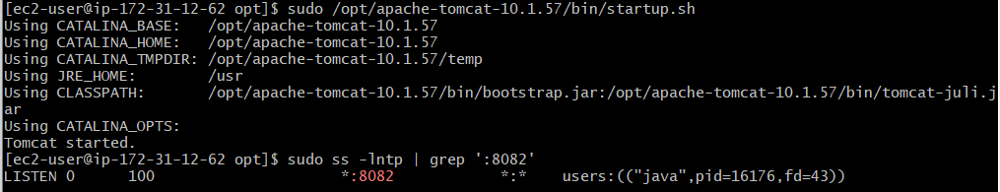 [ec2-user@ip-172-31-12-62 opt]$ sudo /opt/apache-tomcat-10.1.57/bin/startup.sh
Using CATALINA_BASE:   /opt/apache-tomcat-10.1.57
Using CATALINA_HOME:   /opt/apache-tomcat-10.1.57
Using CATALINA_TMPDIR: /opt/apache-tomcat-10.1.57/temp
Using JRE_HOME:        /usr
Using CLASSPATH:       /opt/apache-tomcat-10.1.57/bin/bootstrap.jar:/opt/apache-tomcat-10.1.57/bin/tomcat-juli.j
ar
Using CATALINA_OPTS:
Tomcat started.
[ec2-user@ip-172-31-12-62 opt]$ sudo ss -lntp | grep ':8082'
LISTEN 0      100                *:8082             *:*    users:(("java",pid=16176,fd=43))